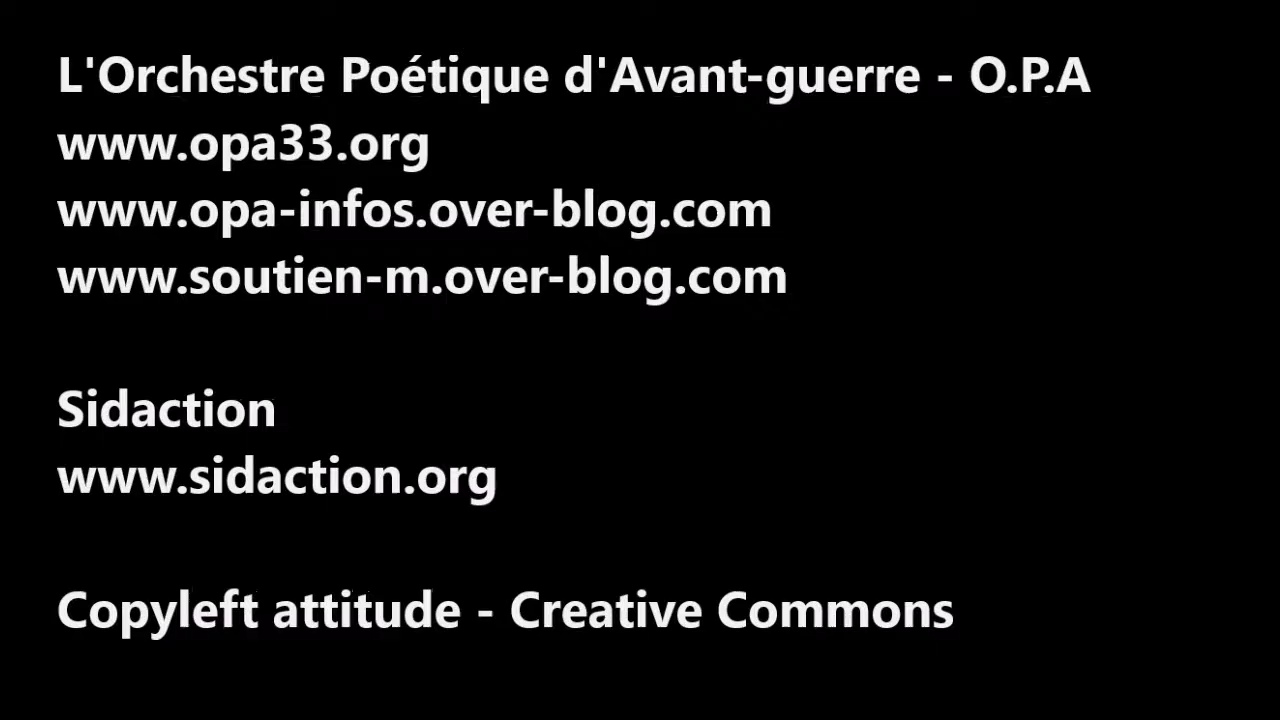 L'Orchestre Poétique d'Avant-guerre - O.P.A
www.opa33.org
www.opa-infos.over-blog.com
www.soutien-m.over-blog.com
Sidaction
www.sidaction.org
Copyleft attitude - Creative Commons